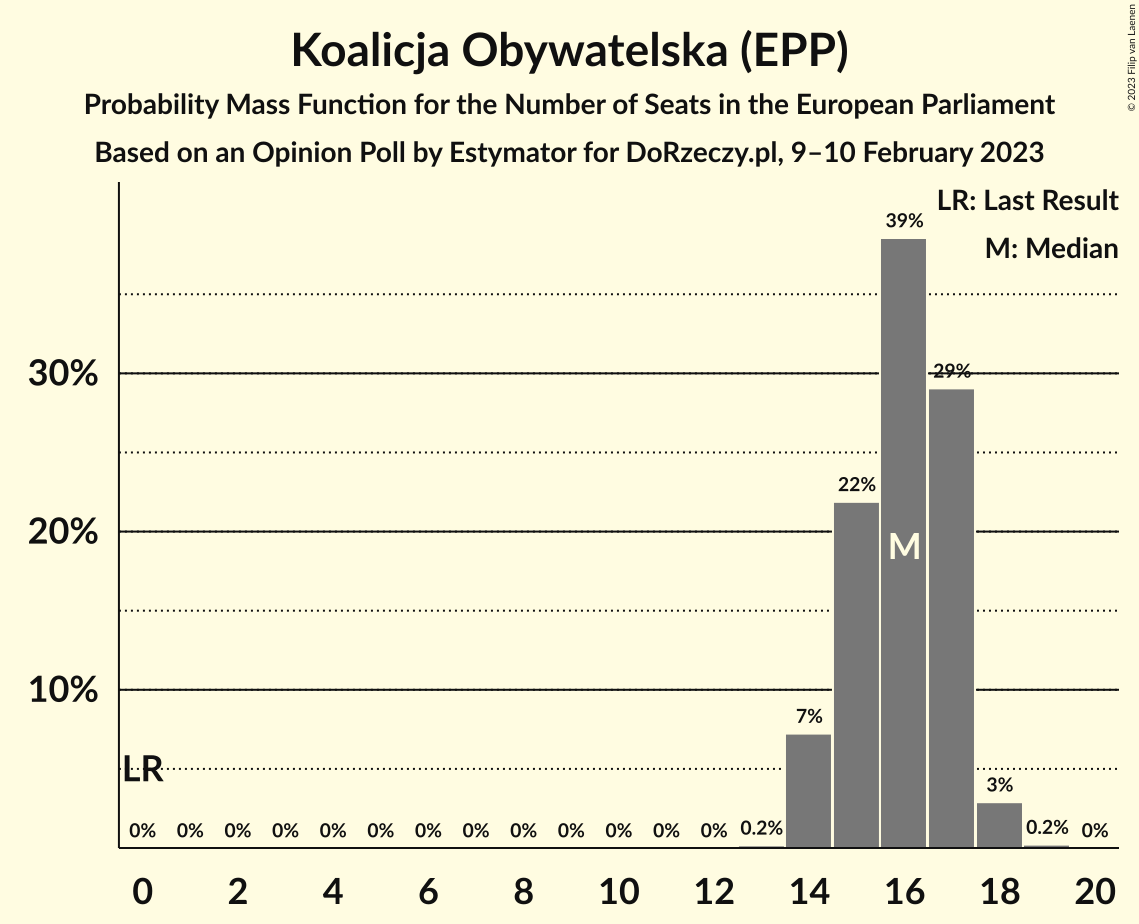 Koalicja Obywatelska (EPP)
Probability Mass Function for the Number of Seats in the European Parliament
Based on an Opinion Poll by Estymator for DoRzeczy.pl, 9–10 February 2023
© 2023 Filip van Laenen
LR: Last Result
M: Median
39%
30%
29%
22%
20%
M
10%
7%
LR
3%
0% 0% 0% 0% 0% 0% 0% 0% 0% 0% 0% 0% 0% 0.2% 0.2% 0%
0 2 4 6 8 10 12 14 16 18 20